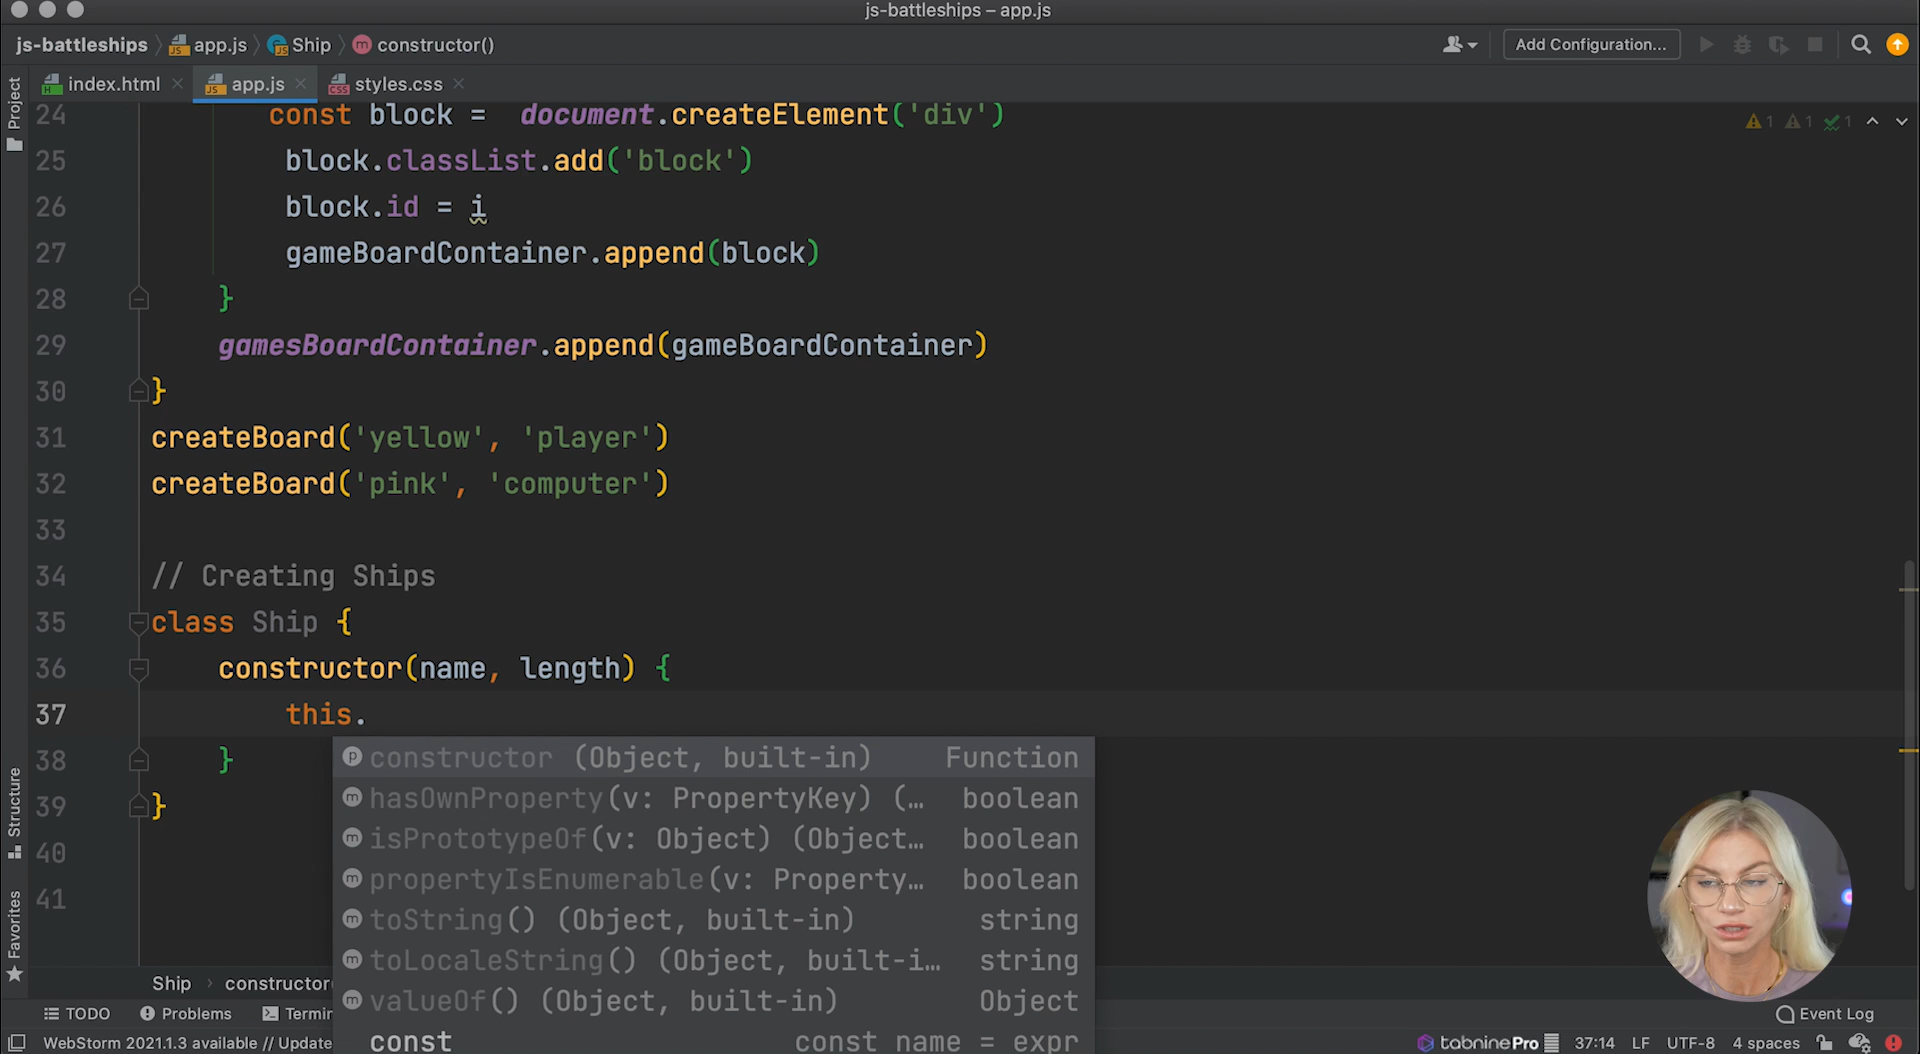 js-battleships – app.js
js-battleships app.js Ship constructor() Add Configuration...
index.html app.js styles.css
Project
24 const block = document.createElement('div')
1 1 1
25 block.classList.add('block')
26 block.id = i
27 gameBoardContainer.append(block)
28 }
29 gamesBoardContainer.append(gameBoardContainer)
30 }
31 createBoard('yellow', 'player')
32 createBoard('pink', 'computer')
33
34 // Creating Ships
35 class Ship {
36 constructor(name, length) {
37 this.
38 }
39 }
40
41
constructor (Object, built-in) Function
hasOwnProperty(v: PropertyKey) (… boolean
isPrototypeOf(v: Object) (Object… boolean
propertyIsEnumerable(v: Property… boolean
toString() (Object, built-in) string
toLocaleString() (Object, built-i… string
valueOf() (Object, built-in) Object
const const name = expr
Structure
Favorites
Ship constructor
TODO Problems Termin Event Log
WebStorm 2021.1.3 available // Update tabninePro 37:14 LF UTF-8 4 spaces